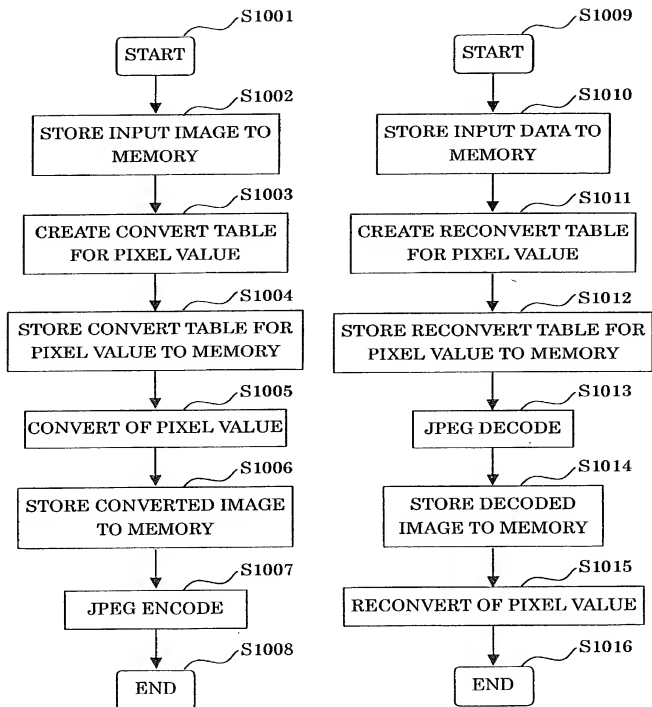 S1001
START
S1002
STORE INPUT IMAGE TO
MEMORY
S1003
CREATE CONVERT TABLE
FOR PIXEL VALUE
S1004
STORE CONVERT TABLE FOR
PIXEL VALUE TO MEMORY
S1005
CONVERT OF PIXEL VALUE
S1006
STORE CONVERTED IMAGE
TO MEMORY
S1007
JPEG ENCODE
S1008
END
S1009
START
S1010
STORE INPUT DATA TO
MEMORY
S1011
CREATE RECONVERT TABLE
FOR PIXEL VALUE
S1012
STORE RECONVERT TABLE FOR
PIXEL VALUE TO MEMORY
S1013
JPEG DECODE
S1014
STORE DECODED
IMAGE TO MEMORY
S1015
RECONVERT OF PIXEL VALUE
S1016
END